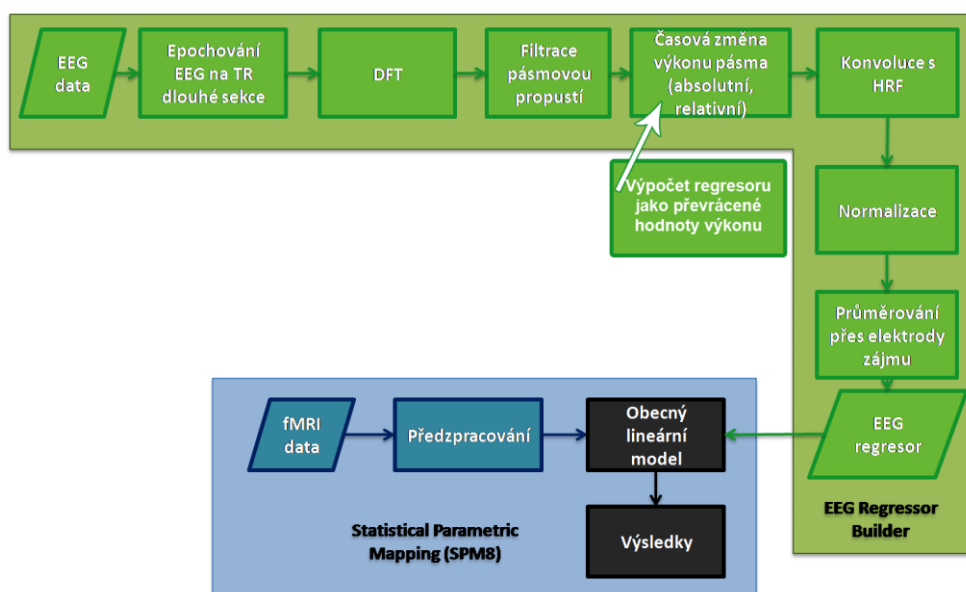 EEG
data
Epochování
EEG na TR
dlouhé sekce
DFT
Filtrace
pásmovou
propustí
Časová změna
výkonu pásma
(absolutní,
relativní)
Konvoluce s
HRF
Výpočet regresoru
jako převrácené
hodnoty výkonu
Normalizace
Průměrování
přes elektrody
zájmu
EEG
regresor
EEG Regressor
Builder
fMRI
data
Předzpracování
Obecný
lineární
model
Výsledky
Statistical Parametric
Mapping (SPM8)